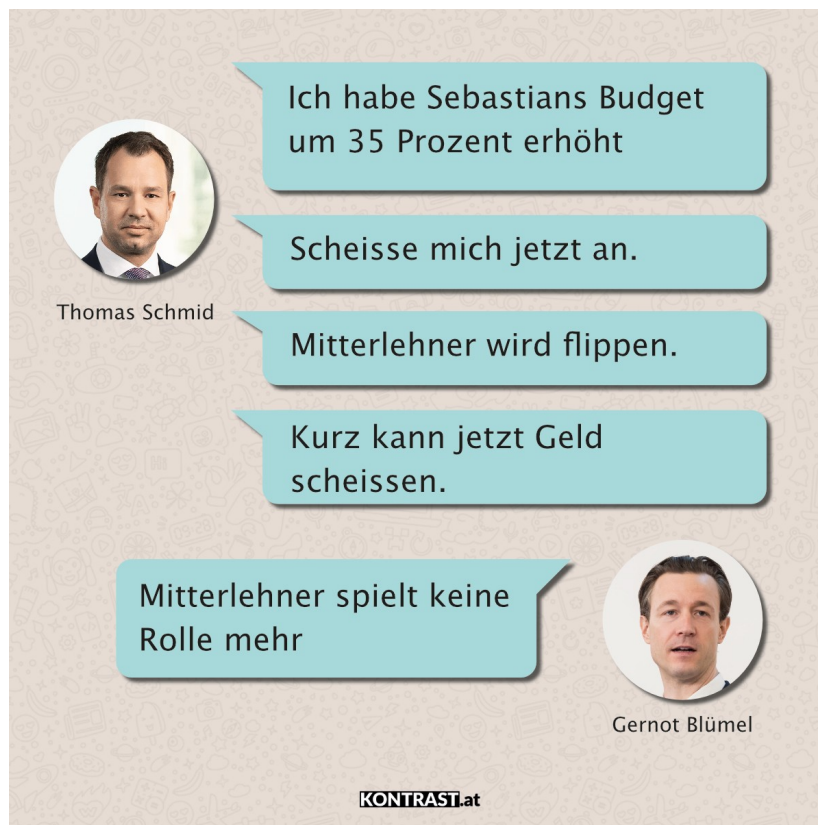 Ich habe Sebastians Budget
um 35 Prozent erhöht
Scheisse mich jetzt an.
Thomas Schmid
Mitterlehner wird flippen.
Kurz kann jetzt Geld
scheissen.
Mitterlehner spielt keine
Rolle mehr
Gernot Blümel
KONTRAST.at